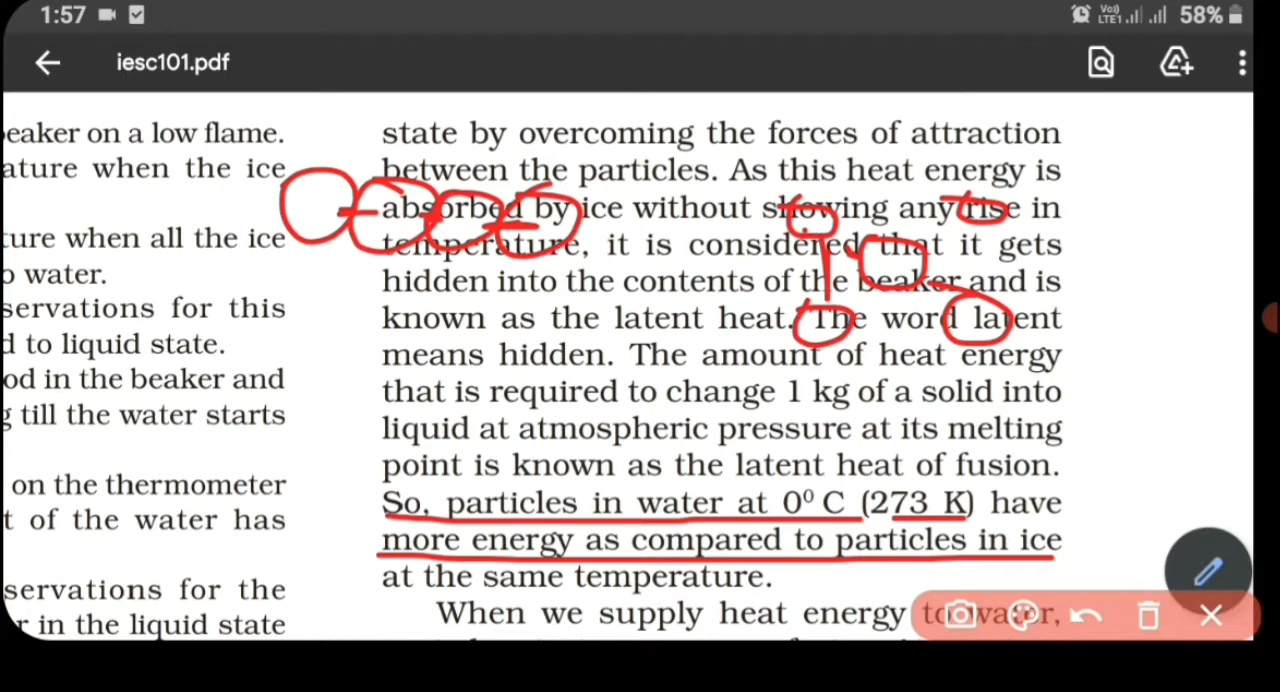 1:57
Vo)) LTE1 58%
iesc101.pdf
eaker on a low flame.
ature when the ice
ture when all the ice
o water.
servations for this
d to liquid state.
od in the beaker and
g till the water starts
on the thermometer
t of the water has
servations for the
r in the liquid state
state by overcoming the forces of attraction
between the particles. As this heat energy is
absorbed by ice without showing any rise in
temperature, it is considered that it gets
hidden into the contents of the beaker and is
known as the latent heat. The word latent
means hidden. The amount of heat energy
that is required to change 1 kg of a solid into
liquid at atmospheric pressure at its melting
point is known as the latent heat of fusion.
So, particles in water at 0⁰ C (273 K) have
more energy as compared to particles in ice
at the same temperature.
When we supply heat energy to water,